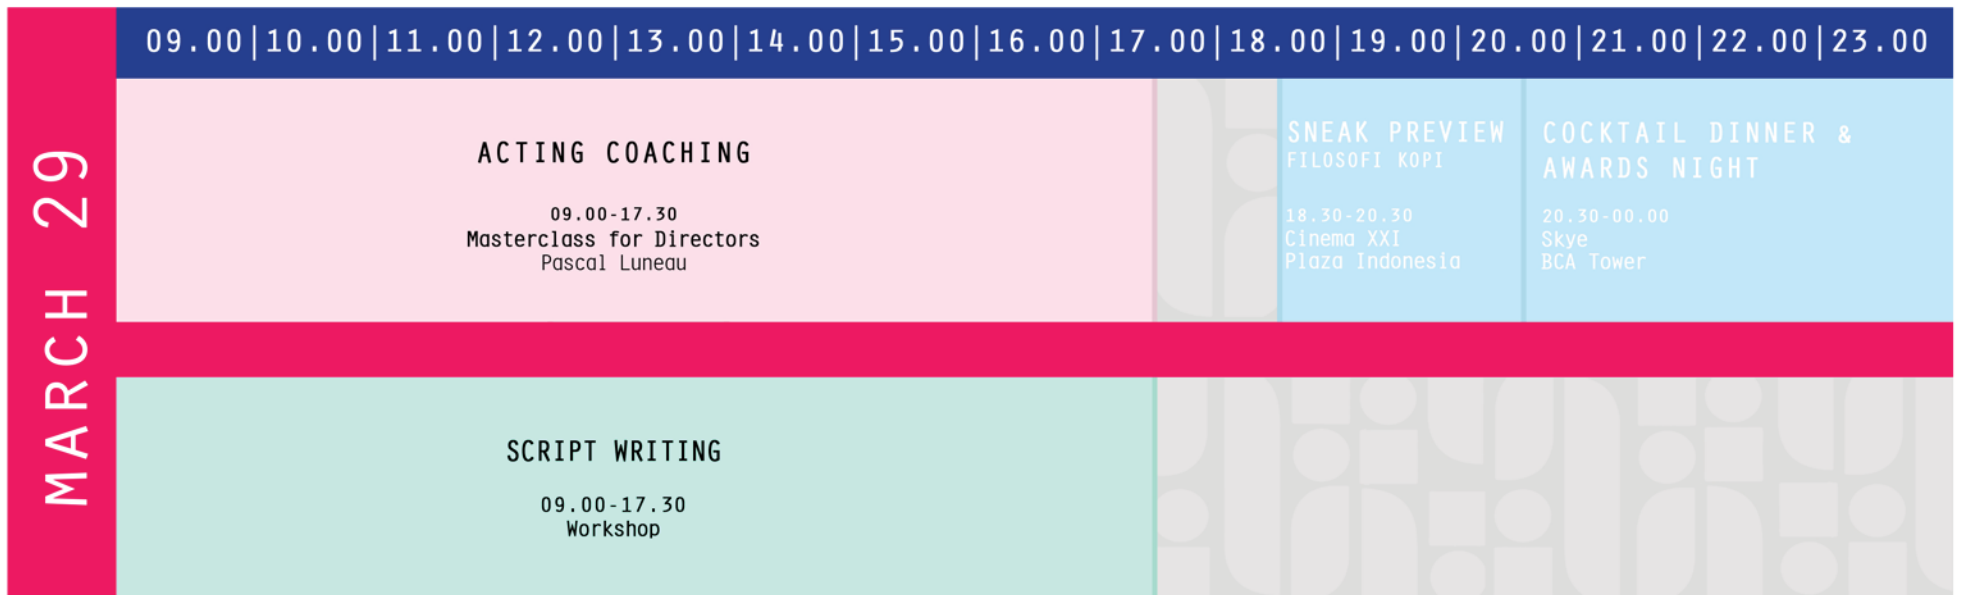 MARCH 29
09.00|10.00|11.00|12.00|13.00|14.00|15.00|16.00|17.00|18.00|19.00|20.00|21.00|22.00|23.00
ACTING COACHING
09.00-17.30
Masterclass for Directors
Pascal Luneau
SNEAK PREVIEW
FILOSOFI KOPI
18.30-20.30
Cinema XXI
Plaza Indonesia
COCKTAIL DINNER &
AWARDS NIGHT
20.30-00.00
Skye
BCA Tower
SCRIPT WRITING
09.00-17.30
Workshop